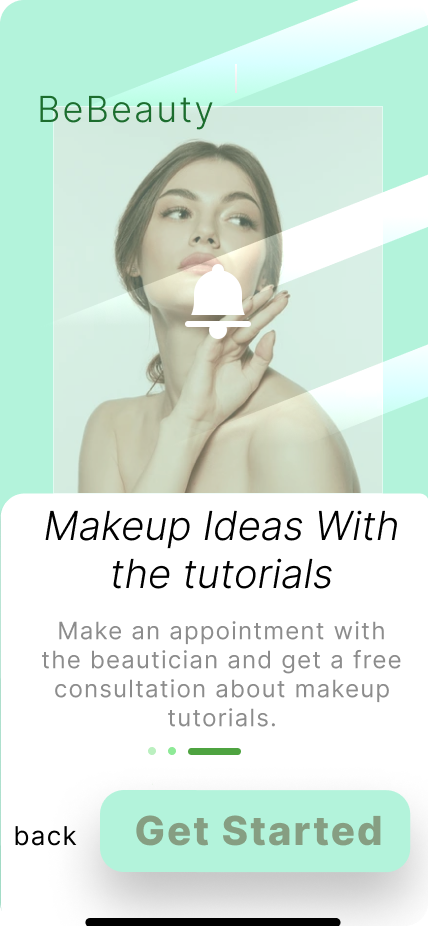 BeBeauty
Makeup Ideas With
the tutorials
Make an appointment with
the beautician and get a free
consultation about makeup
tutorials.
back
Get Started